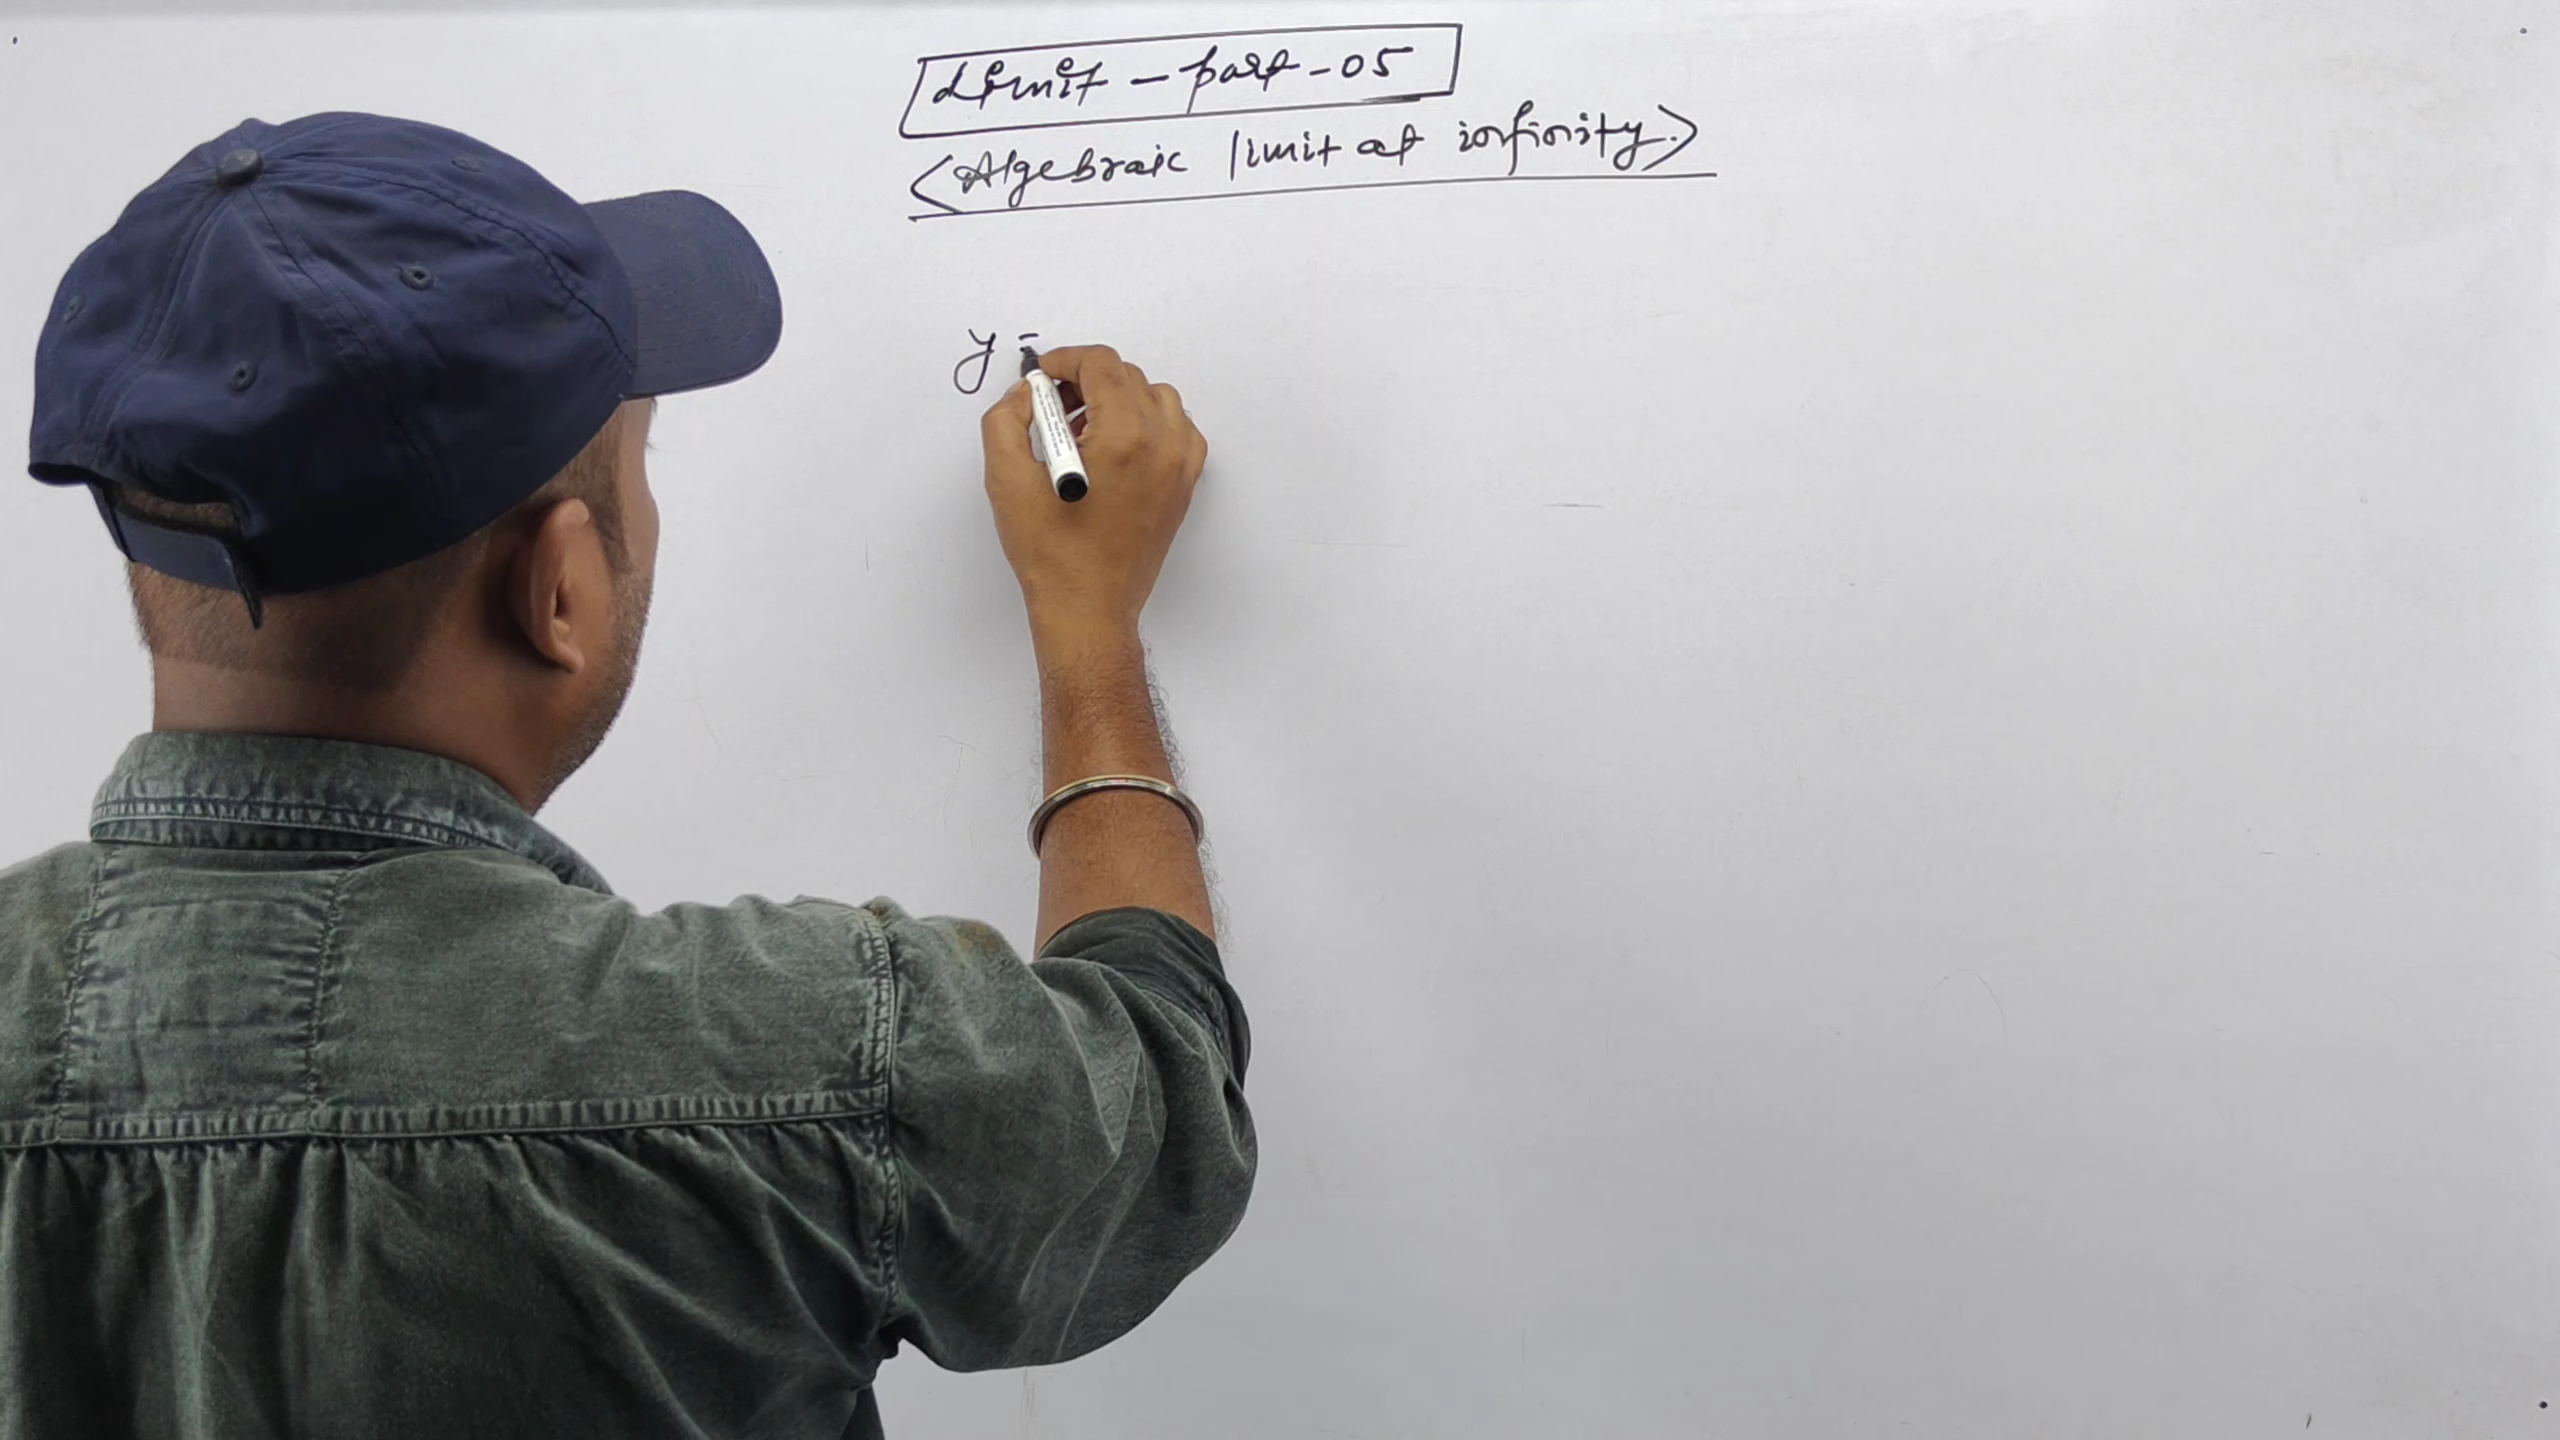 Limit - part - 05
<Algebraic limit at infinity.>
y =